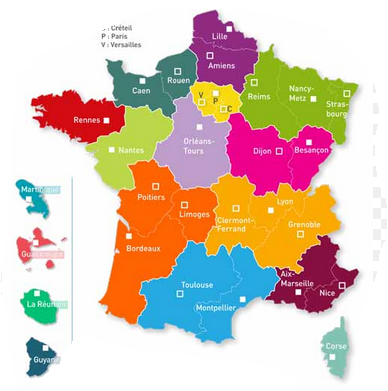 : Créteil
P : Paris
V : Versailles
Lille
Amiens
Rouen
Caen
Reims
Nancy-
Metz
Stras-
bourg
V
P
C
Rennes
Nantes
Orléans-
Tours
Dijon
Besançon
Poitiers
Limoges
Clermont-
Ferrand
Lyon
Grenoble
Bordeaux
Toulouse
Montpellier
Aix-
Marseille
Nice
Corse
Martinique
Guadeloupe
La Réunion
Guyane